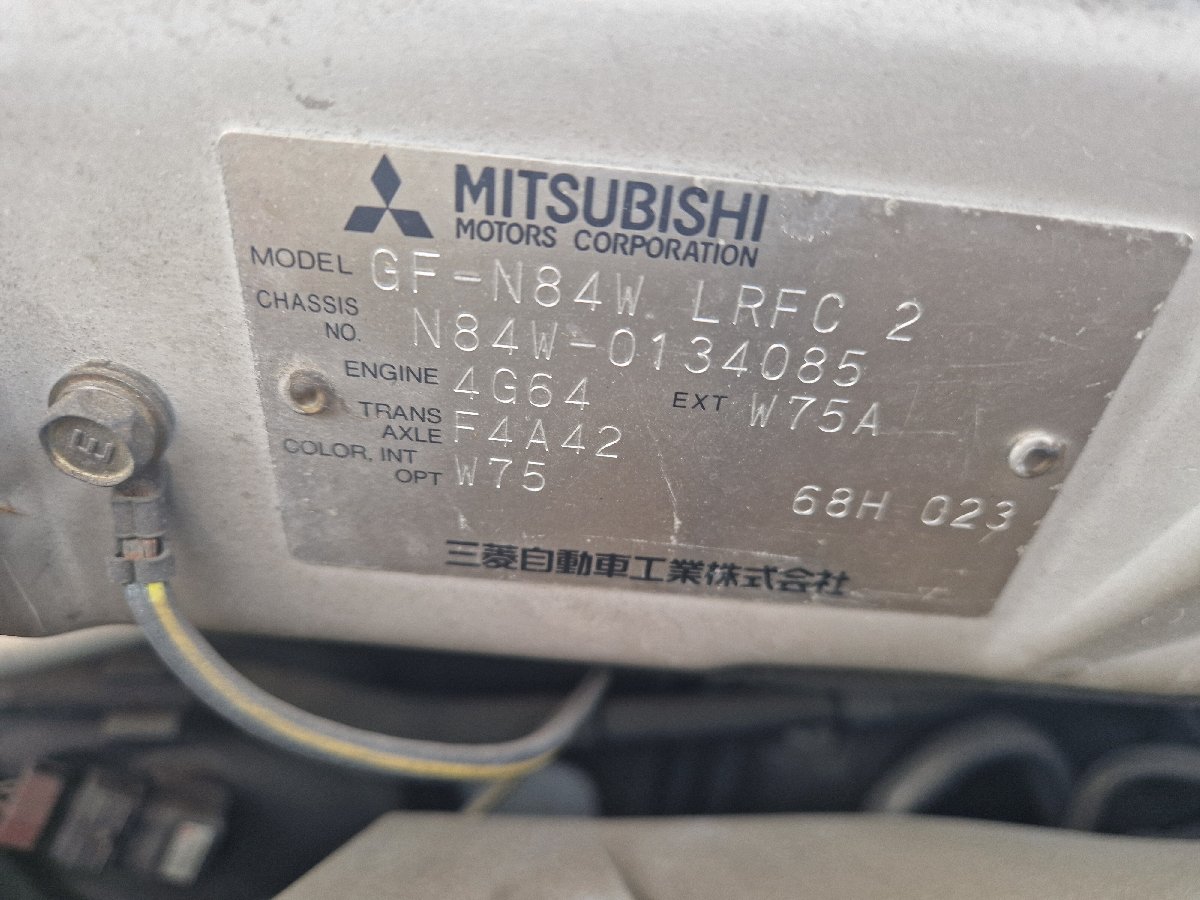 MITSUBISHI
MOTORS CORPORATION
MODEL GF-N84W LRFC 2
CHASSIS NO. N84W-0134085
ENGINE 4G64 EXT W75A
TRANS AXLE F4A42
COLOR, INT OPT W75
68H 023
三菱自動車工業株式会社